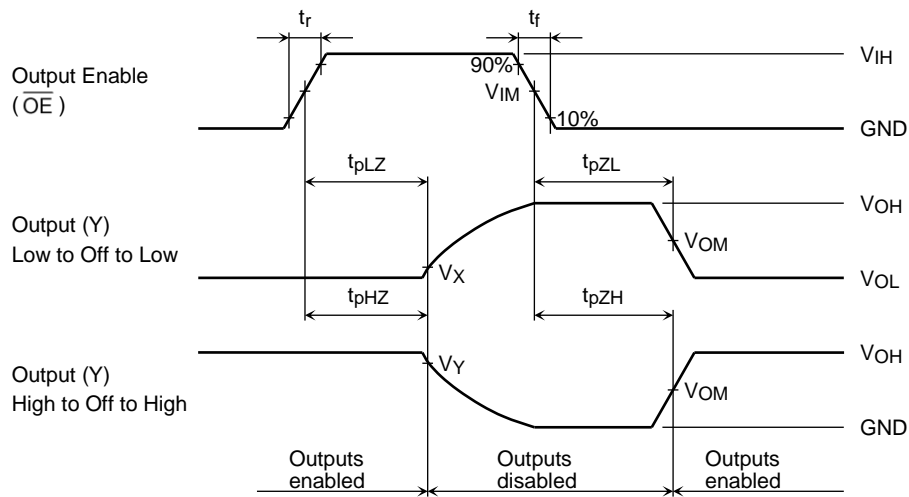 tr
tf
VIH
Output Enable
( OE )
90%
VIM
10%
GND
tpLZ
tpZL
VOH
Output (Y)
Low to Off to Low
VOM
VX
VOL
tpHZ
tpZH
VOH
Output (Y)
High to Off to High
VY
VOM
GND
Outputs
enabled
Outputs
disabled
Outputs
enabled